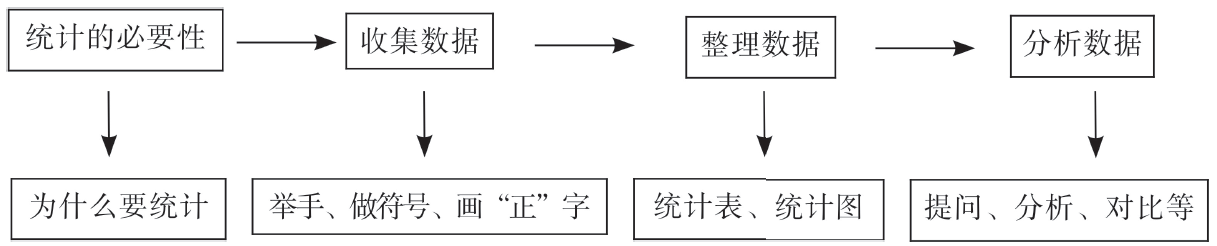 统计的必要性
收集数据
整理数据
分析数据
为什么要统计
举手、做符号、画“正”字
统计表、统计图
提问、分析、对比等